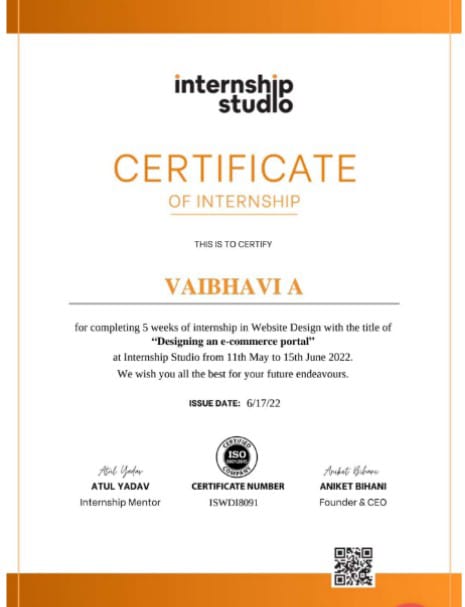 internship
studio
CERTIFICATE
OF INTERNSHIP
THIS IS TO CERTIFY
VAIBHAVI A
for completing 5 weeks of internship in Website Design with the title of
“Designing an e-commerce portal”
at Internship Studio from 11th May to 15th June 2022.
We wish you all the best for your future endeavours.
ISSUE DATE: 6/17/22
CERTIFIED
ISO
COMPANY
Atul Yadav
Aniket Bihani
ATUL YADAV
CERTIFICATE NUMBER
ANIKET BIHANI
Internship Mentor
ISWDI8091
Founder & CEO